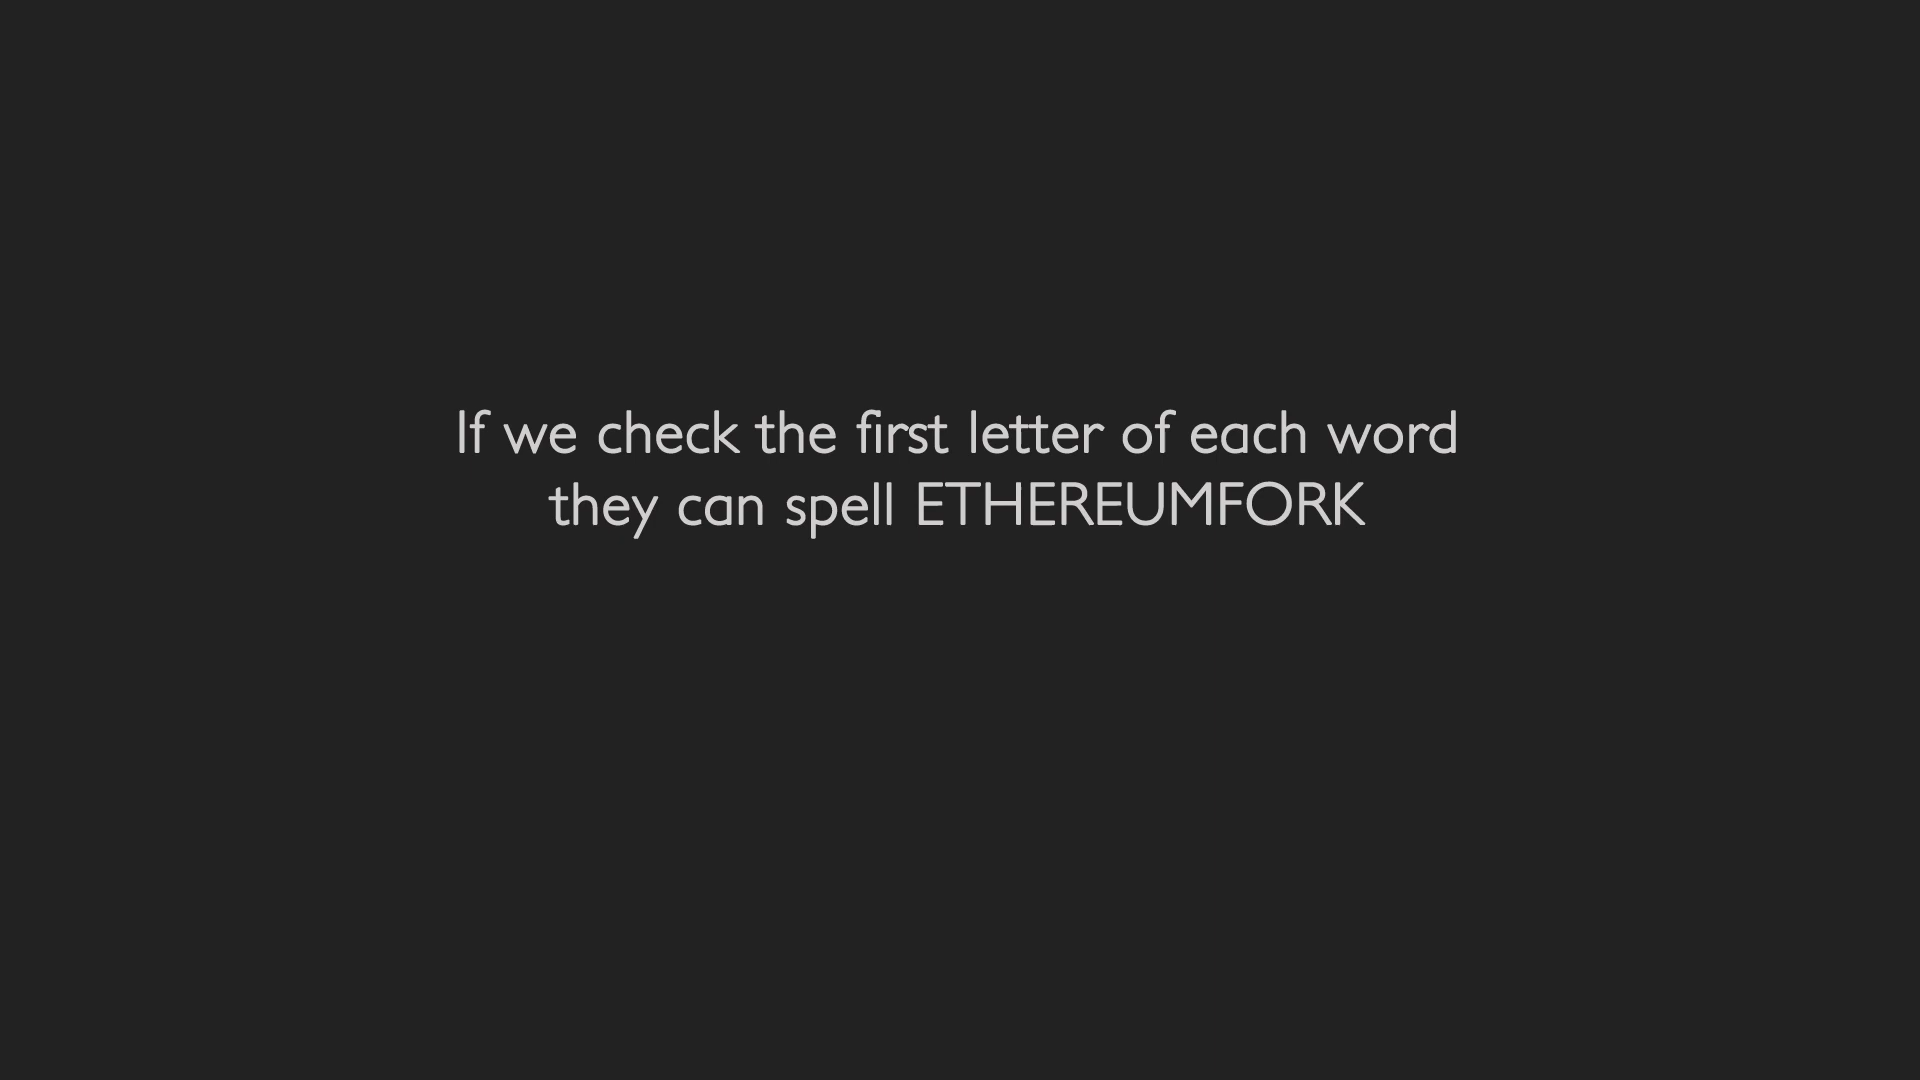 If we check the first letter of each word
they can spell ETHEREUMFORK